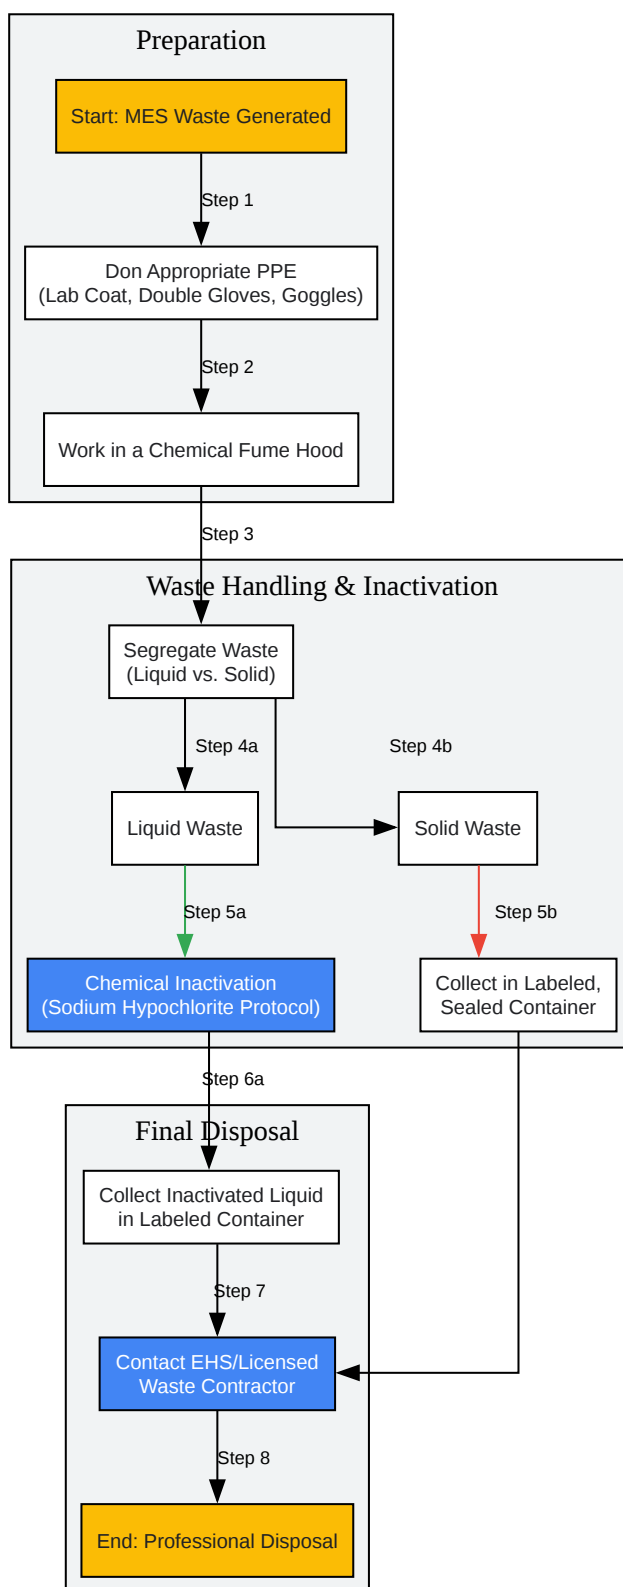 Preparation
Start: MES Waste Generated
Step 1
Don Appropriate PPE
(Lab Coat, Double Gloves, Goggles)
Step 2
Work in a Chemical Fume Hood
Step 3
Waste Handling & Inactivation
Segregate Waste
(Liquid vs. Solid)
Step 4a
Step 4b
Liquid Waste
Solid Waste
Step 5a
Step 5b
Chemical Inactivation
(Sodium Hypochlorite Protocol)
Collect in Labeled,
Sealed Container
Step 6a
Final Disposal
Collect Inactivated Liquid
in Labeled Container
Step 7
Contact EHS/Licensed
Waste Contractor
Step 8
End: Professional Disposal